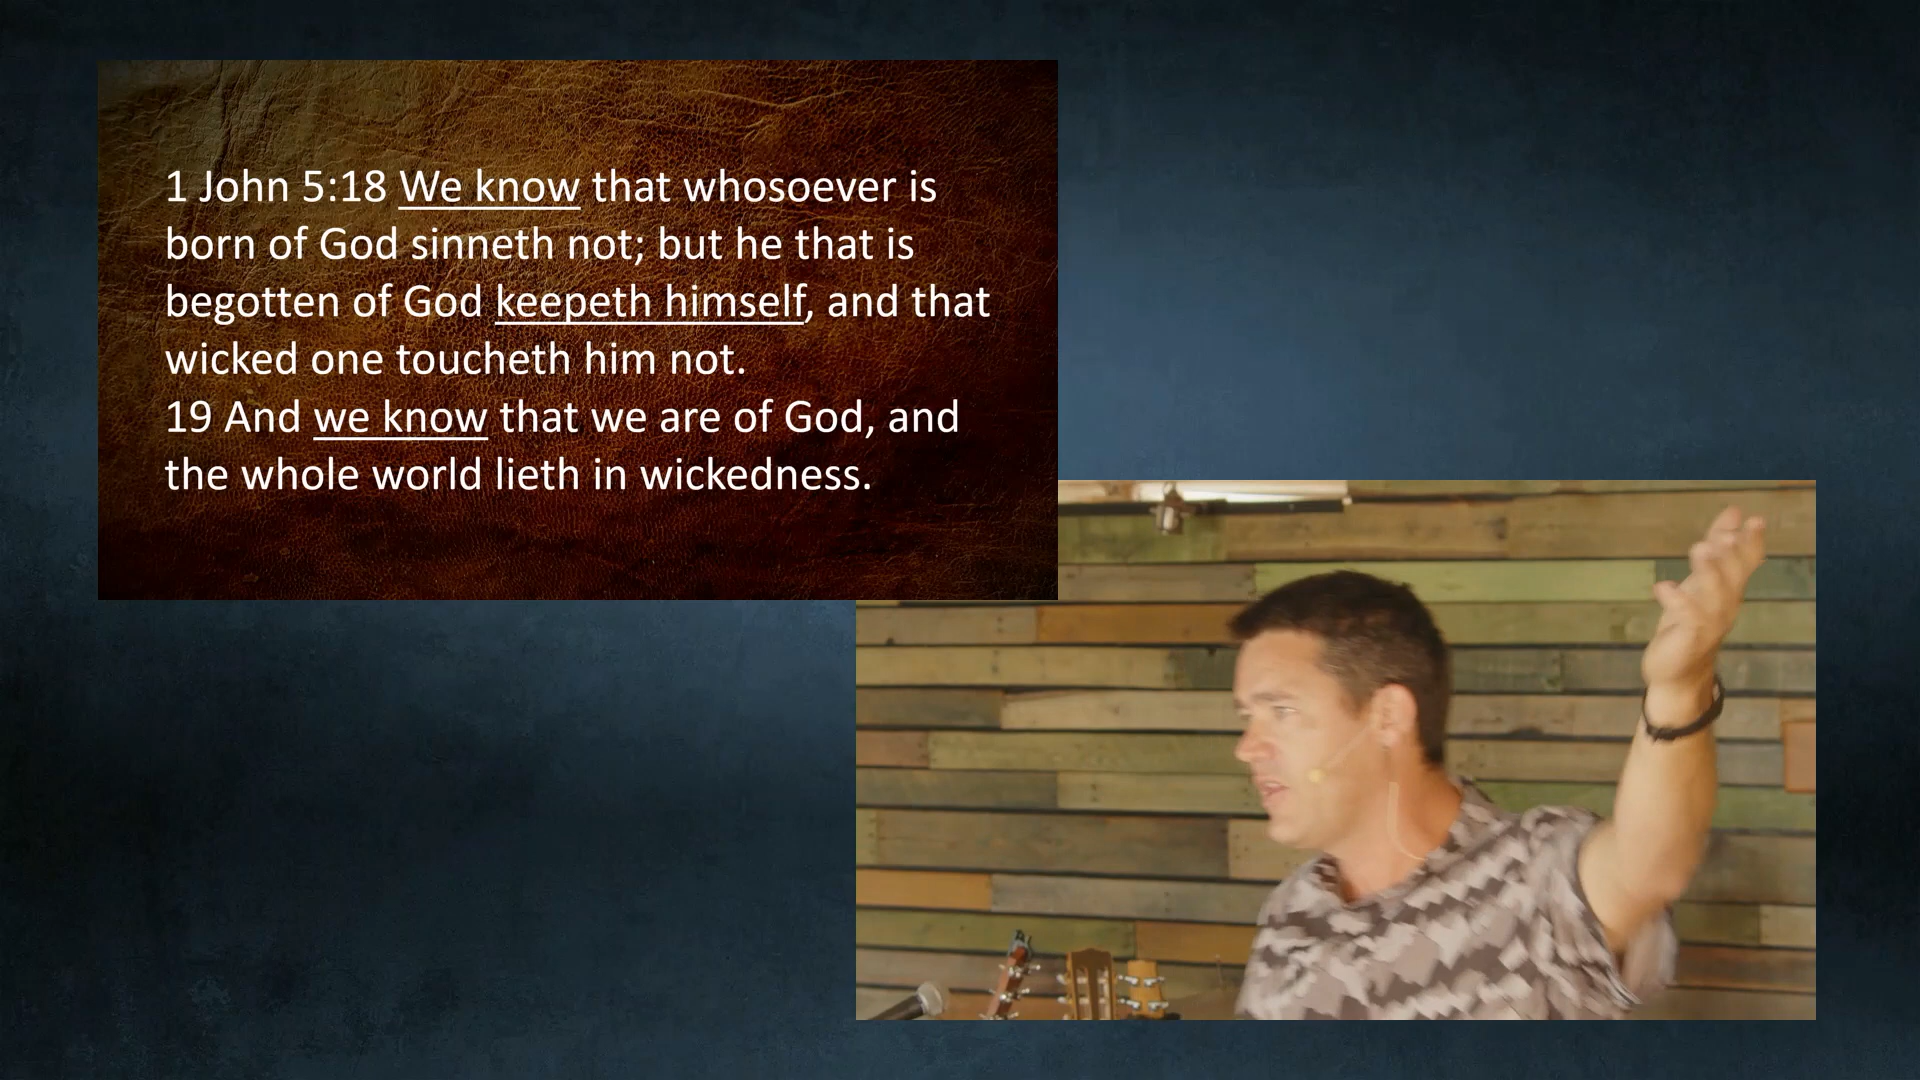 1 John 5:18 We know that whosoever is
born of God sinneth not; but he that is
begotten of God keepeth himself, and that
wicked one toucheth him not.
19 And we know that we are of God, and
the whole world lieth in wickedness.